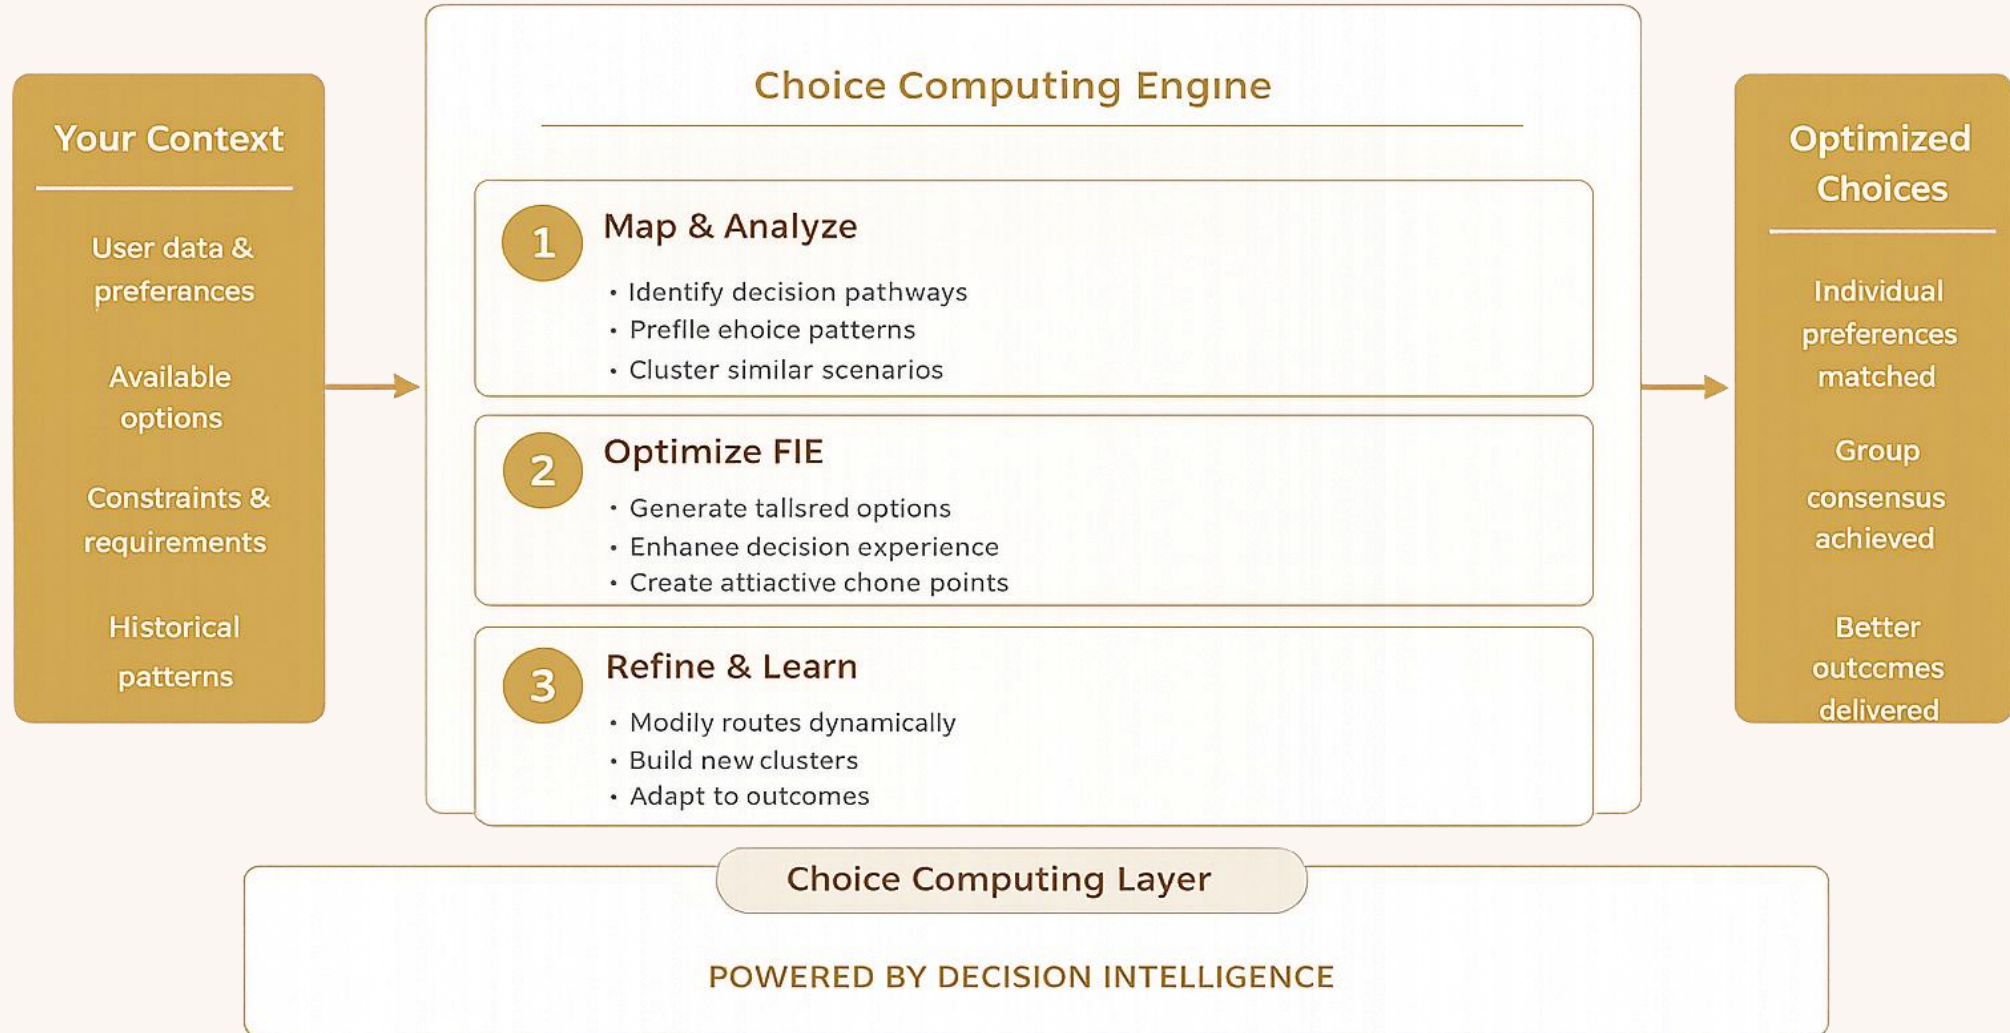 Your Context
User data &
preferances
Available
options
Constraints &
requirements
Historical
patterns
Choice Computing Engıne
1
Map & Analyze
• Identify decision pathways
• Preflle ehoice patterns
• Cluster similar scenarios
2
Optimize FIE
• Generate tallsred options
• Enhanee decision experience
• Create attiactive chone points
3
Refine & Learn
• Modily routes dynamically
• Build new clusters
• Adapt to outcomes
Optimized
Choices
Individual
preferences
matched
Group
consensus
achieved
Better
outccmes
delivered
Choice Computing Layer
POWERED BY DECISION INTELLIGENCE